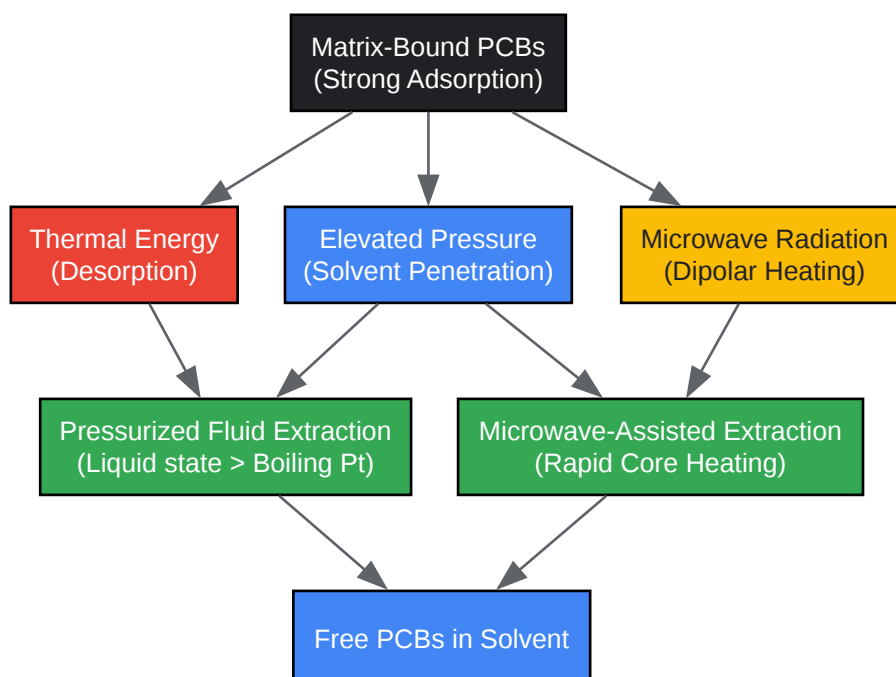 Matrix-Bound PCBs
(Strong Adsorption)
Thermal Energy
(Desorption)
Elevated Pressure
(Solvent Penetration)
Microwave Radiation
(Dipolar Heating)
Pressurized Fluid Extraction
(Liquid state > Boiling Pt)
Microwave-Assisted Extraction
(Rapid Core Heating)
Free PCBs in Solvent